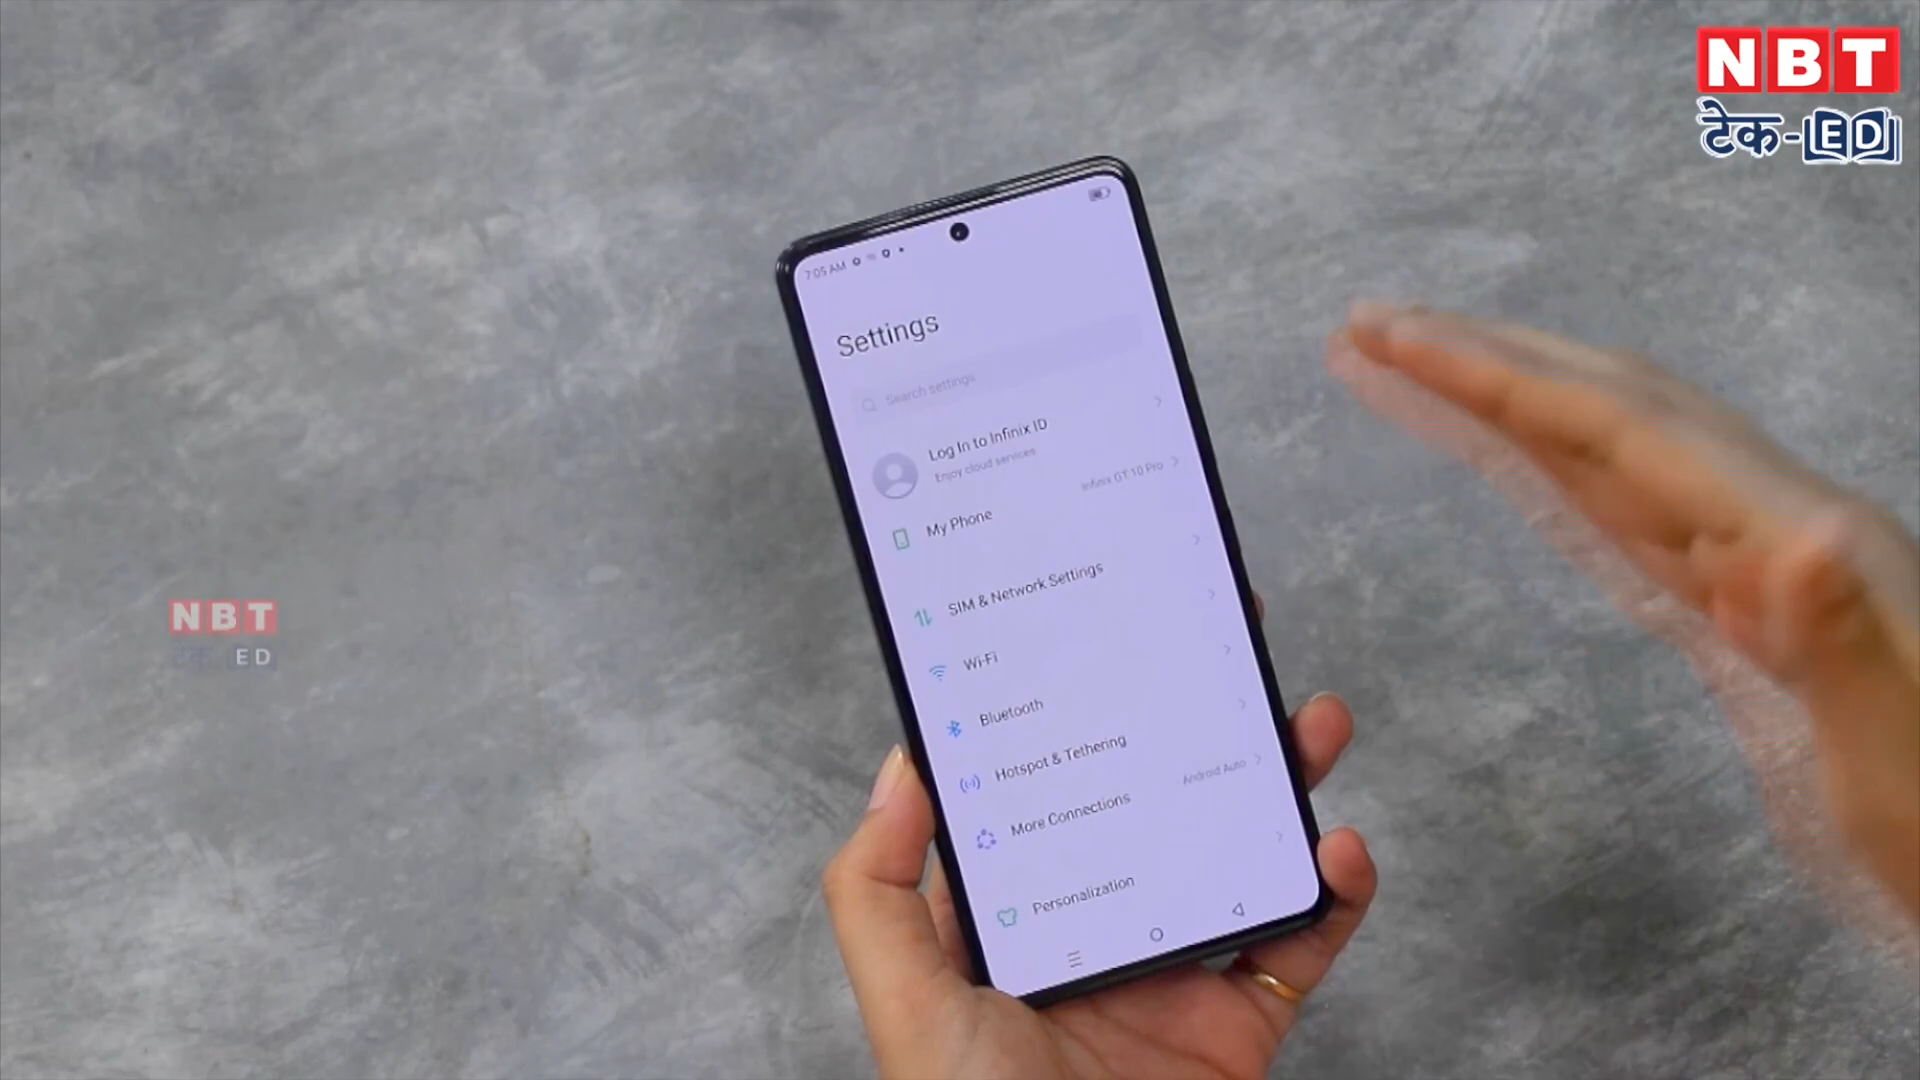 NBT
टेक-ED
7:05 AM
Settings
Search settings
Log In to Infinix ID
Enjoy cloud services
My Phone
Infinix GT 10 Pro
SIM & Network Settings
Wi-Fi
Bluetooth
Hotspot & Tethering
More Connections
Android Auto
Personalization
NBT
टेक ED